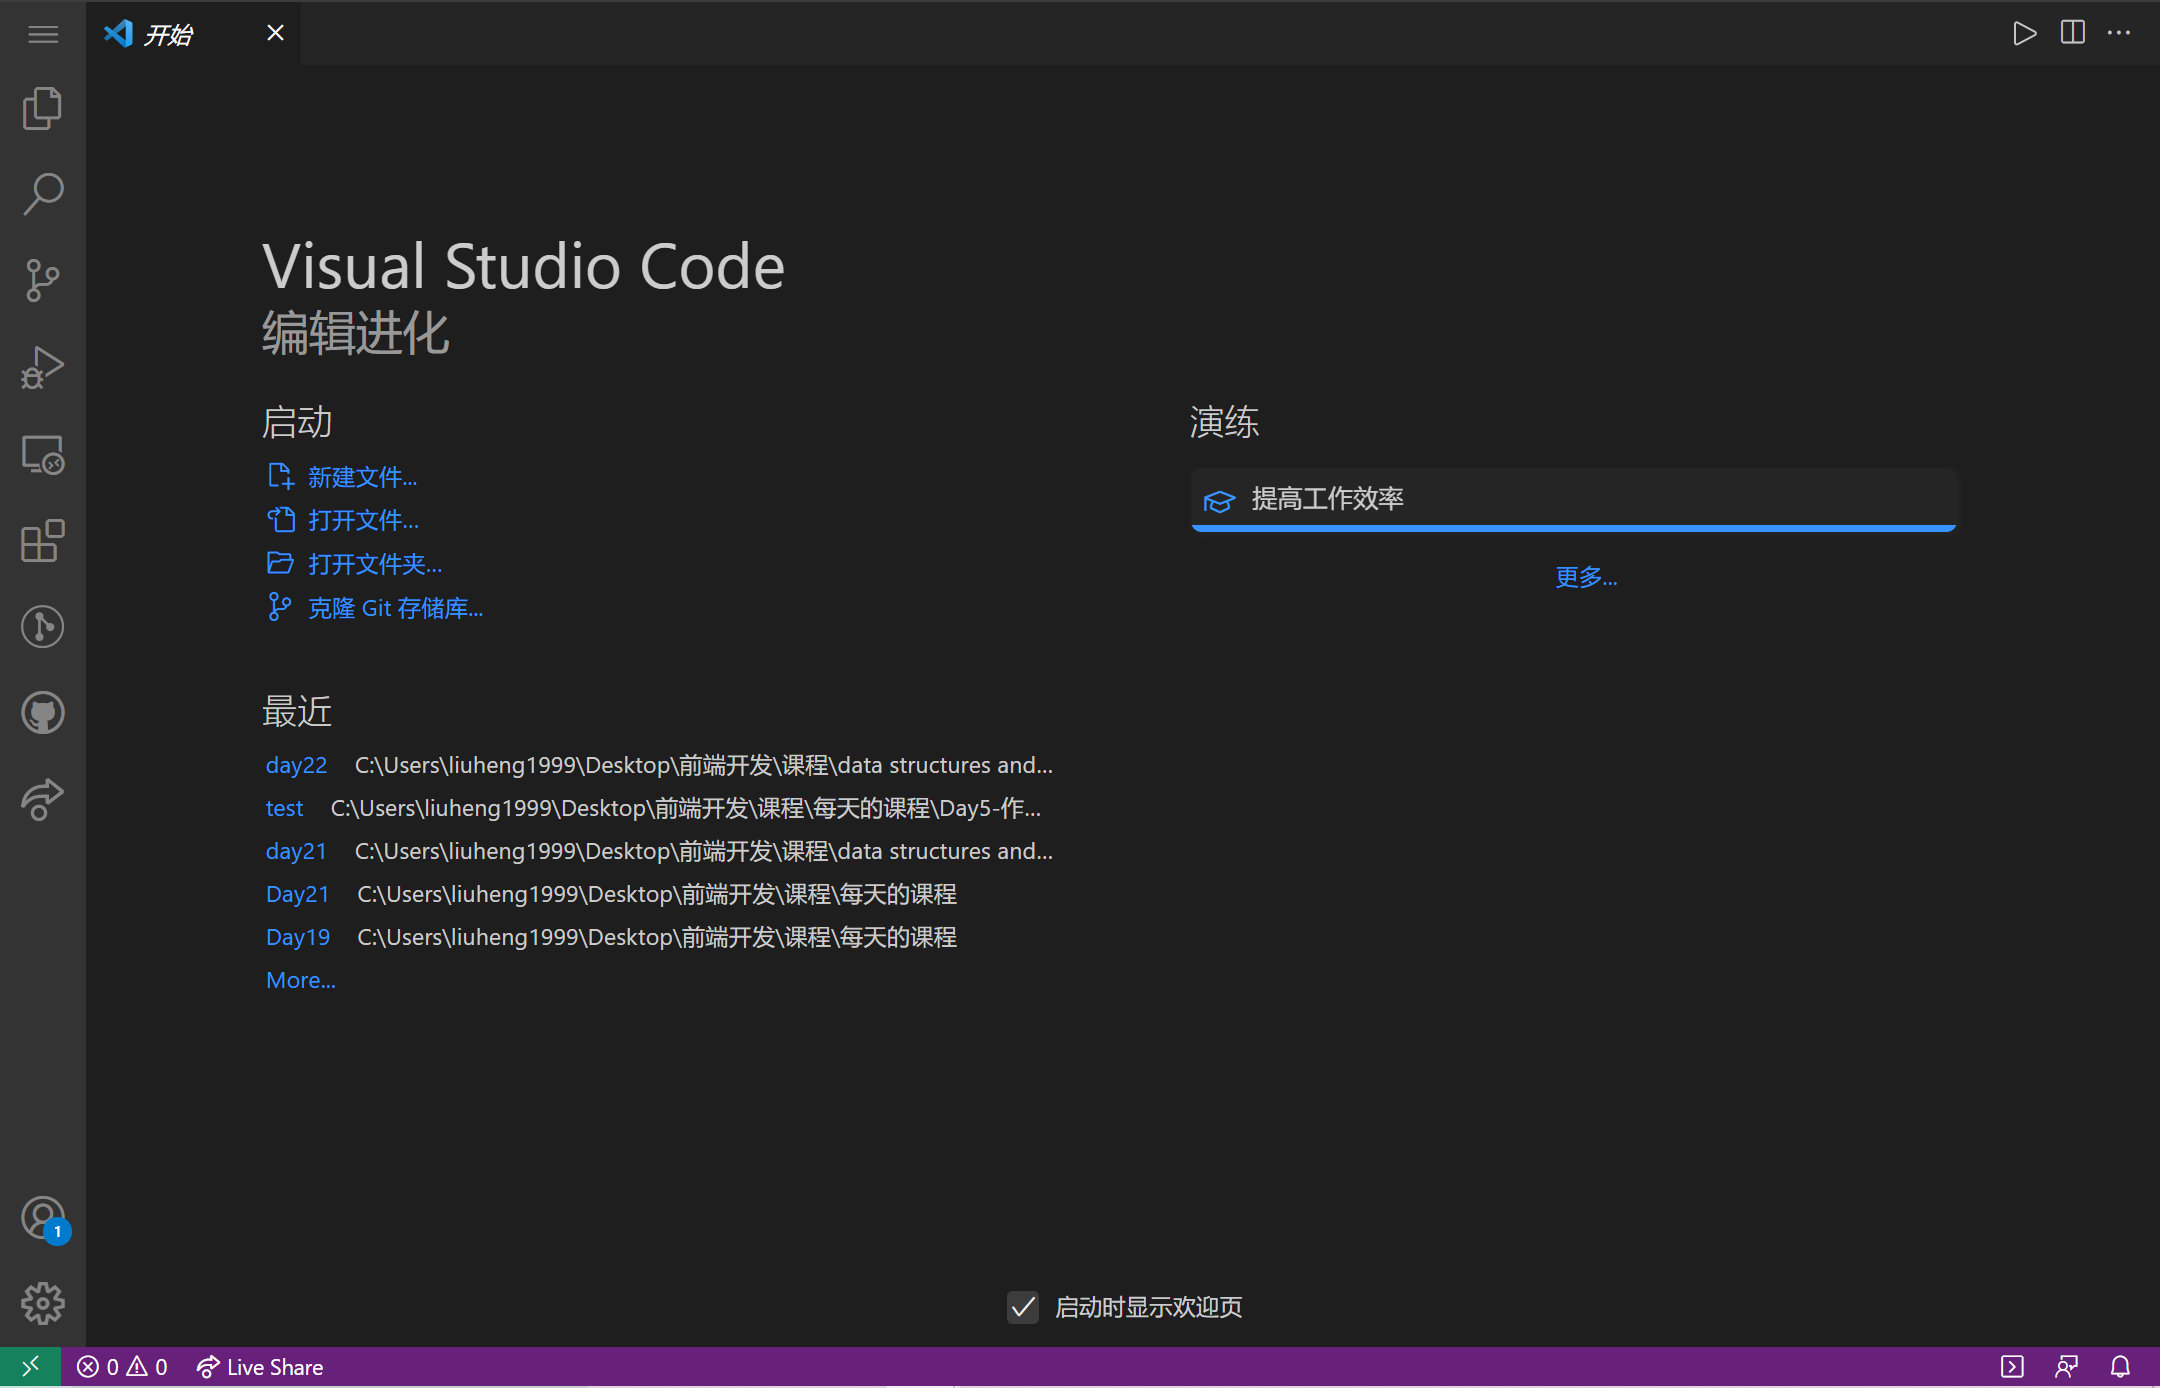 开始
Visual Studio Code
编辑进化
启动
新建文件...
打开文件...
打开文件夹...
克隆 Git 存储库...
最近
day22 C:\Users\liuheng1999\Desktop\前端开发\课程\data structures and...
test C:\Users\liuheng1999\Desktop\前端开发\课程\每天的课程\Day5-作...
day21 C:\Users\liuheng1999\Desktop\前端开发\课程\data structures and...
Day21 C:\Users\liuheng1999\Desktop\前端开发\课程\每天的课程
Day19 C:\Users\liuheng1999\Desktop\前端开发\课程\每天的课程
More...
演练
提高工作效率
更多...
1
启动时显示欢迎页
0 0 Live Share